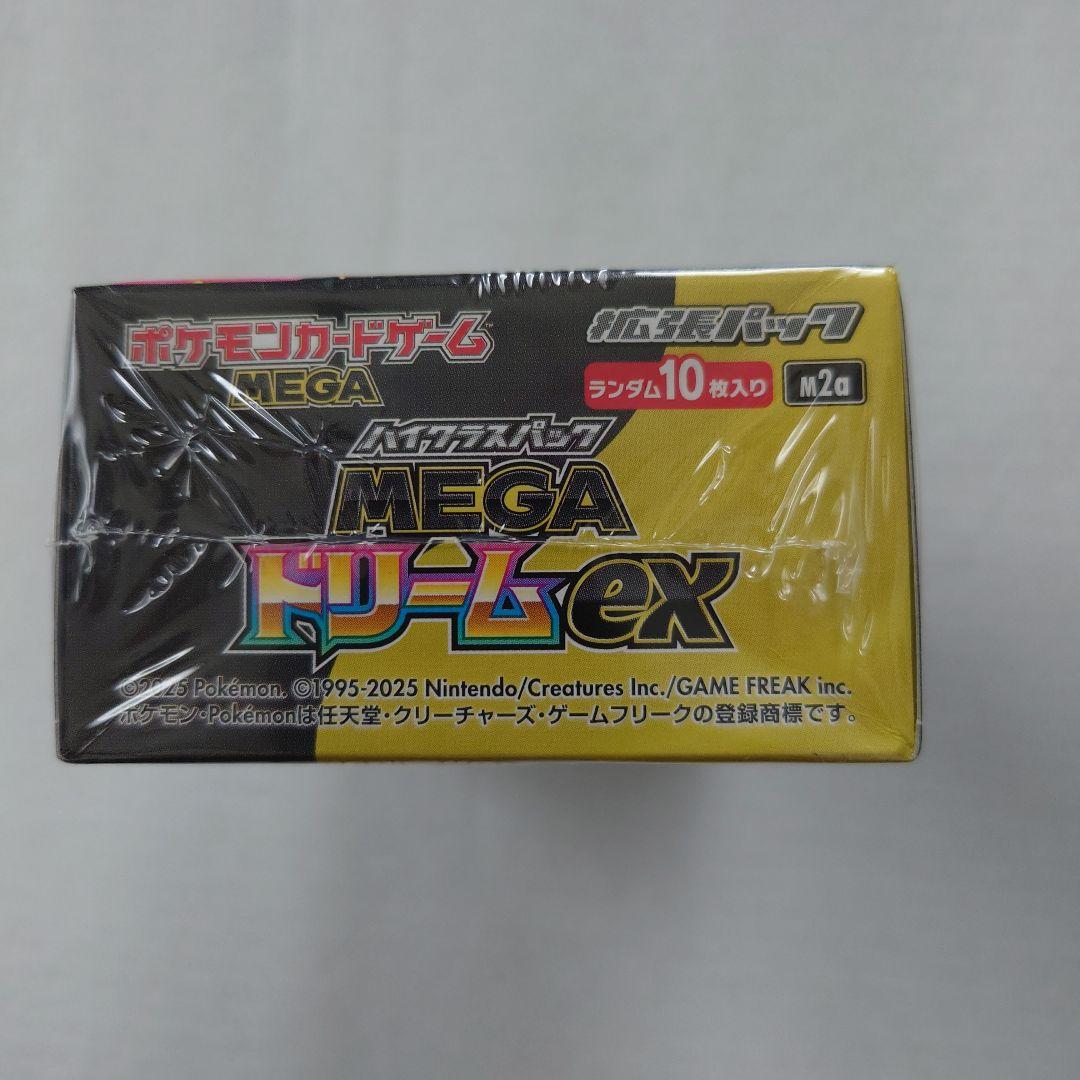 ポケモンカードゲーム™
MEGA
拡張パック
ランダム10枚入り
M2a
ハイクラスパック
MEGA
ドリームex
©2025 Pokémon. ©1995-2025 Nintendo/Creatures Inc./GAME FREAK inc.
ポケモン・Pokémonは任天堂・クリーチャーズ・ゲームフリークの登録商標です。